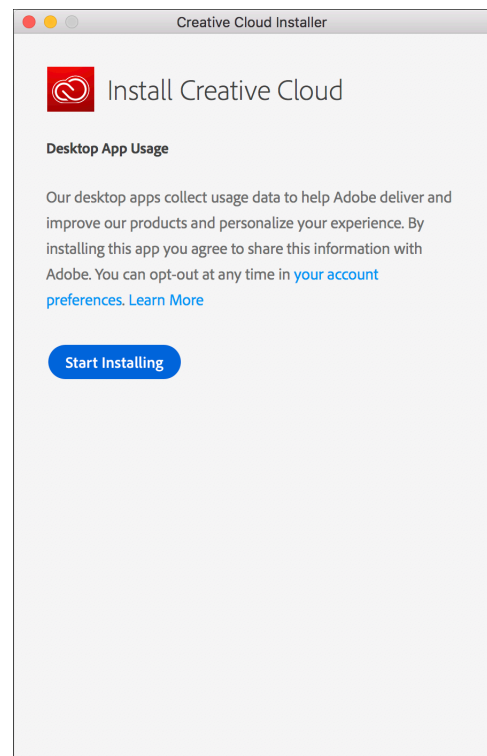 Creative Cloud Installer
Install Creative Cloud
Desktop App Usage
Our desktop apps collect usage data to help Adobe deliver and
improve our products and personalize your experience. By
installing this app you agree to share this information with
Adobe. You can opt-out at any time in your account
preferences. Learn More
Start Installing